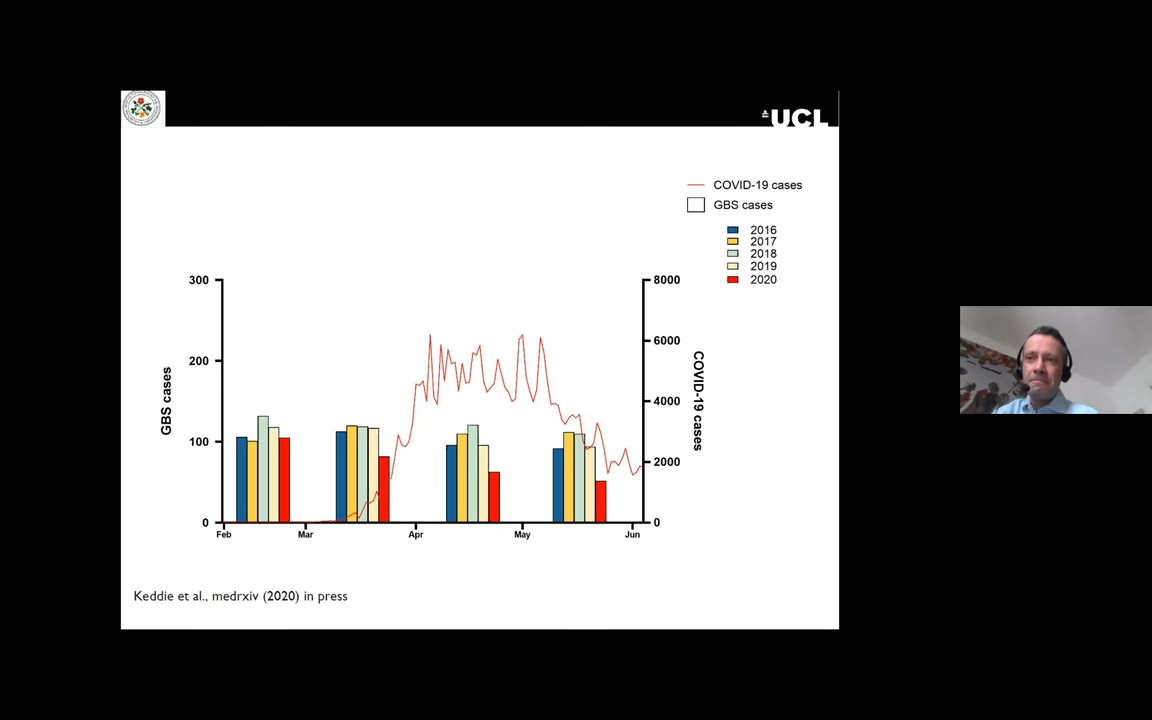 UCL
COVID-19 cases
GBS cases
2016
2017
2018
2019
2020
300
200
100
0
GBS cases
8000
6000
4000
2000
0
COVID-19 cases
Feb
Mar
Apr
May
Jun
Keddie et al., medrxiv (2020) in press